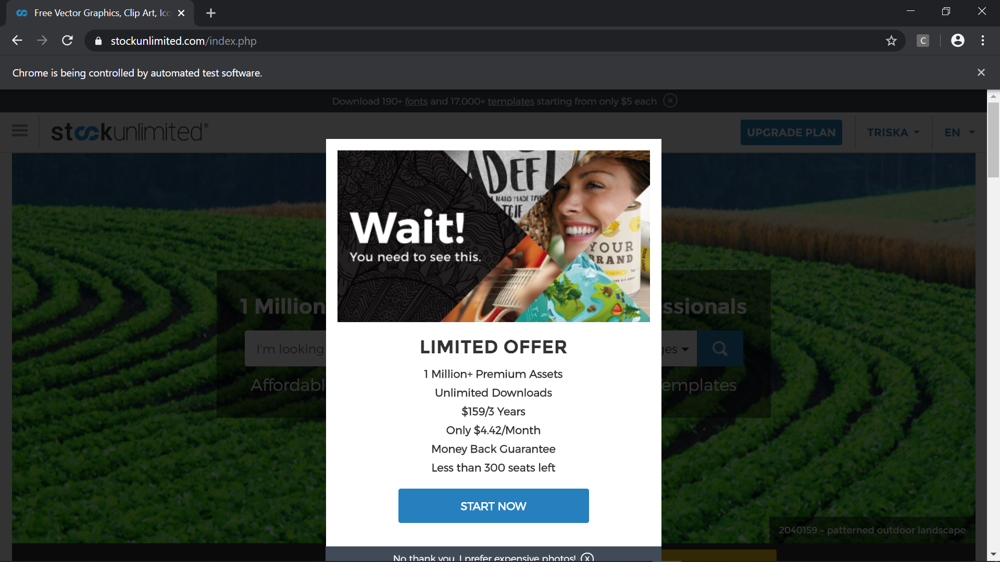 Free Vector Graphics, Clip Art, Ico
stockunlimited.com/index.php
C
Chrome is being controlled by automated test software.
Download 190+ fonts and 17,000+ templates starting from only $5 each
stockunlimited®
UPGRADE PLAN
TRISKA
EN
DEFT
A HAND MADE TYPE
Wait!
You need to see this.
YOUR
BRAND
1 Million
ssionals
I'm looking
ges
Affordabl
emplates
LIMITED OFFER
1 Million+ Premium Assets
Unlimited Downloads
$159/3 Years
Only $4.42/Month
Money Back Guarantee
Less than 300 seats left
START NOW
2040159 - patterned outdoor landscape
No thank you, I prefer expensive photos!